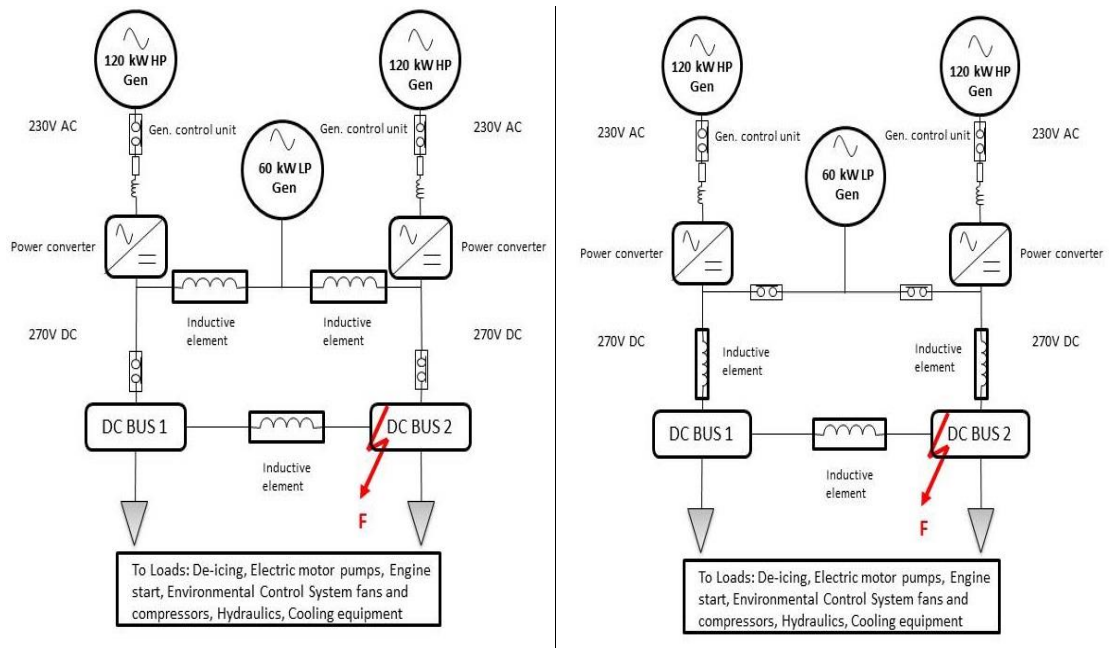 120 kW HP
Gen
120 kW HP
Gen
230V AC
Gen. control unit
Gen. control unit
230V AC
60 kW LP
Gen
Power converter
Power converter
Inductive
element
Inductive
element
270V DC
270V DC
DC BUS 1
DC BUS 2
Inductive
element
F
To Loads: De-icing, Electric motor pumps, Engine
start, Environmental Control System fans and
compressors, Hydraulics, Cooling equipment
120 kW HP
Gen
120 kW HP
Gen
230V AC
Gen. control unit
Gen. control unit
230V AC
60 kW LP
Gen
Power converter
Power converter
270V DC
Inductive
element
Inductive
element
270V DC
DC BUS 1
DC BUS 2
Inductive
element
F
To Loads: De-icing, Electric motor pumps, Engine
start, Environmental Control System fans and
compressors, Hydraulics, Cooling equipment